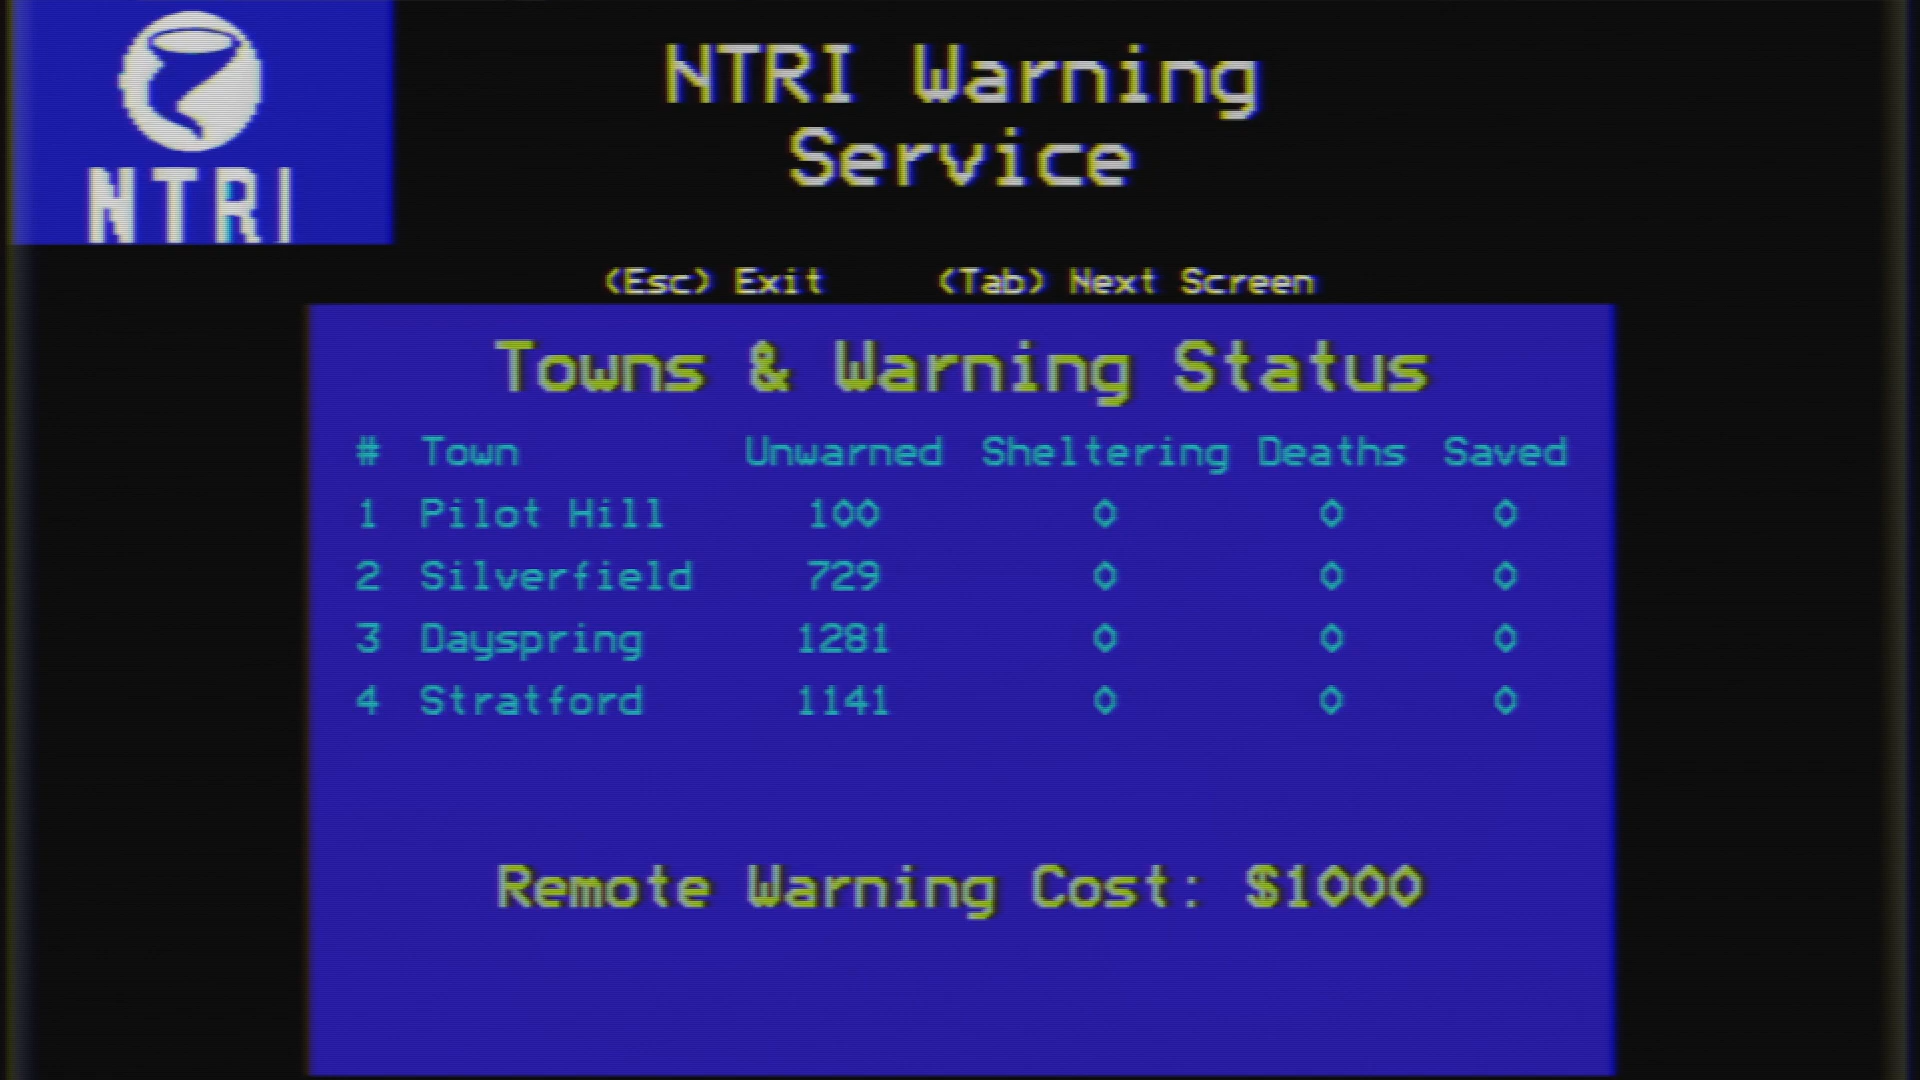 NTRI
NTRI Warning
Service
(Esc) Exit (Tab) Next Screen
Towns & Warning Status
# Town Unwarned Sheltering Deaths Saved
1 Pilot Hill 100 0 0 0
2 Silverfield 729 0 0 0
3 Dayspring 1281 0 0 0
4 Stratford 1141 0 0 0
Remote Warning Cost: $1000